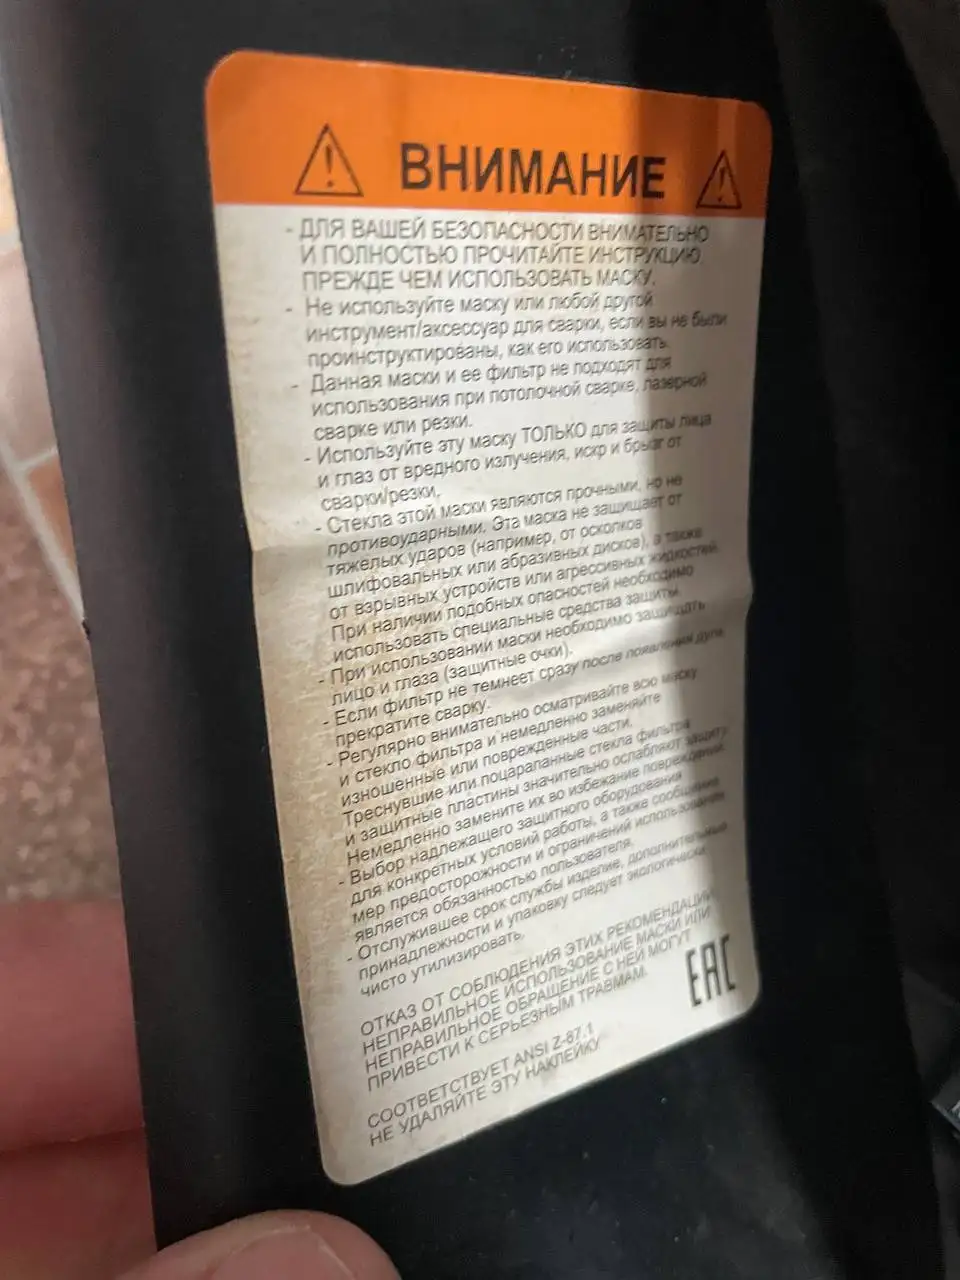 ВНИМАНИЕ
- ДЛЯ ВАШЕЙ БЕЗОПАСНОСТИ ВНИМАТЕЛЬНО
И ПОЛНОСТЬЮ ПРОЧИТАЙТЕ ИНСТРУКЦИЮ,
ПРЕЖДЕ ЧЕМ ИСПОЛЬЗОВАТЬ МАСКУ.
- Не используйте маску или любой другой
инструмент/аксессуар для сварки, если вы не были
проинструктированы, как его использовать.
- Данная маски и ее фильтр не подходят для
использования при потолочной сварке, лазерной
сварке или резки.
- Используйте эту маску ТОЛЬКО для защиты лица
и глаз от вредного излучения, искр и брызг от
сварки/резки.
- Стекла этой маски являются прочными, но не
противоударными. Эта маска не защищает от
тяжелых ударов (например, от осколков
шлифовальных или абразивных дисков), а также
от взрывных устройств или агрессивных жидкостей.
При наличии подобных опасностей необходимо
использовать специальные средства защиты.
- При использовании маски необходимо защищать
лицо и глаза (защитные очки).
- Если фильтр не темнеет сразу после появления дуги,
прекратите сварку.
- Регулярно внимательно осматривайте всю маску
и стекло фильтра и немедленно заменяйте
изношенные или поврежденные части.
Треснувшие или поцарапанные стекла фильтра
и защитные пластины значительно ослабляют защиту.
Немедленно замените их во избежание повреждений.
- Выбор надлежащего защитного оборудования
для конкретных условий работы, а также сообщение
мер предосторожности и ограничений использования,
является обязанностью пользователя.
- Отслужившее срок службы изделие, дополнительные
принадлежности и упаковку следует экологически
чисто утилизировать.
ОТКАЗ ОТ СОБЛЮДЕНИЯ ЭТИХ РЕКОМЕНДАЦИЙ,
НЕПРАВИЛЬНОЕ ИСПОЛЬЗОВАНИЕ МАСКИ ИЛИ
НЕПРАВИЛЬНОЕ ОБРАЩЕНИЕ С НЕЙ МОГУТ
ПРИВЕСТИ К СЕРЬЕЗНЫМ ТРАВМАМ.
EAC
СООТВЕТСТВУЕТ ANSI Z-87.1
НЕ УДАЛЯЙТЕ ЭТУ НАКЛЕЙКУ